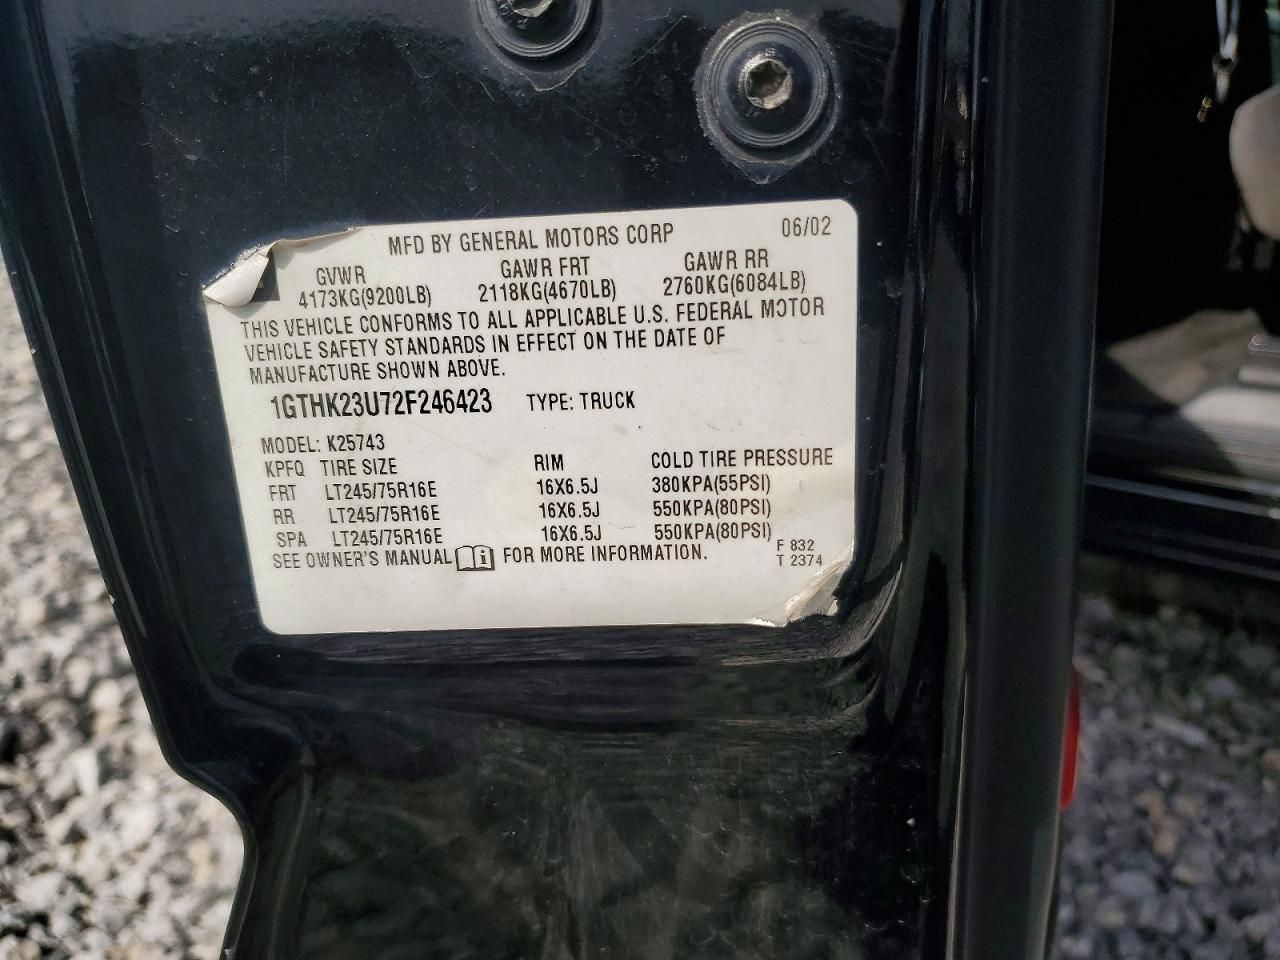 MFD BY GENERAL MOTORS CORP 06/02
GVWR GAWR FRT GAWR RR
4173KG(9200LB) 2118KG(4670LB) 2760KG(6084LB)
THIS VEHICLE CONFORMS TO ALL APPLICABLE U.S. FEDERAL MOTOR
VEHICLE SAFETY STANDARDS IN EFFECT ON THE DATE OF
MANUFACTURE SHOWN ABOVE.
1GTHK23U72F246423 TYPE: TRUCK
MODEL: K25743
KPFQ TIRE SIZE RIM COLD TIRE PRESSURE
FRT LT245/75R16E 16X6.5J 380KPA(55PSI)
RR LT245/75R16E 16X6.5J 550KPA(80PSI)
SPA LT245/75R16E 16X6.5J 550KPA(80PSI)
SEE OWNER'S MANUAL i FOR MORE INFORMATION.
F 832
T 2374